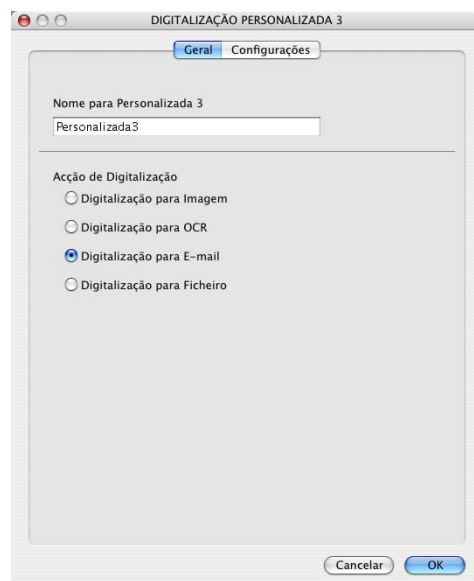 DIGITALIZAÇÃO PERSONALIZADA 3
Geral Configurações
Nome para Personalizada 3
Personalizada3
Acção de Digitalização
Digitalização para Imagem
Digitalização para OCR
Digitalização para E-mail
Digitalização para Ficheiro
Cancelar OK